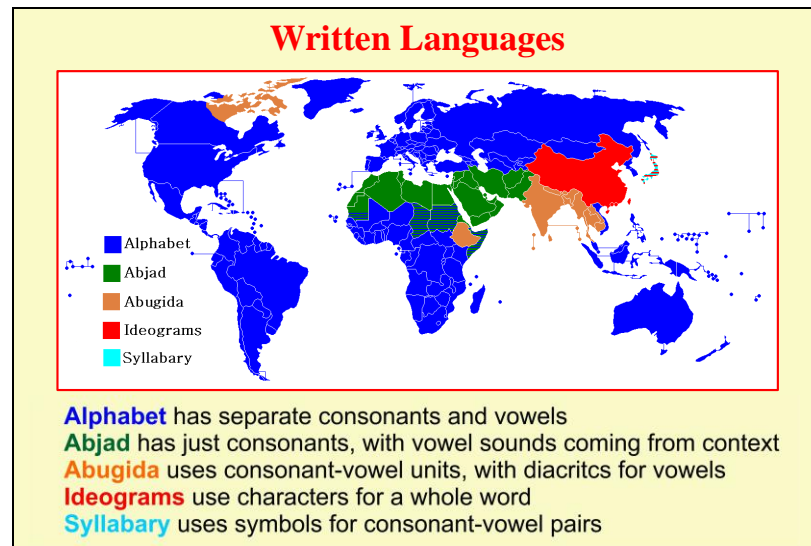 Written Languages
Alphabet
Abjad
Abugida
Ideograms
Syllabary
Alphabet has separate consonants and vowels
Abjad has just consonants, with vowel sounds coming from context
Abugida uses consonant-vowel units, with diacritcs for vowels
Ideograms use characters for a whole word
Syllabary uses symbols for consonant-vowel pairs